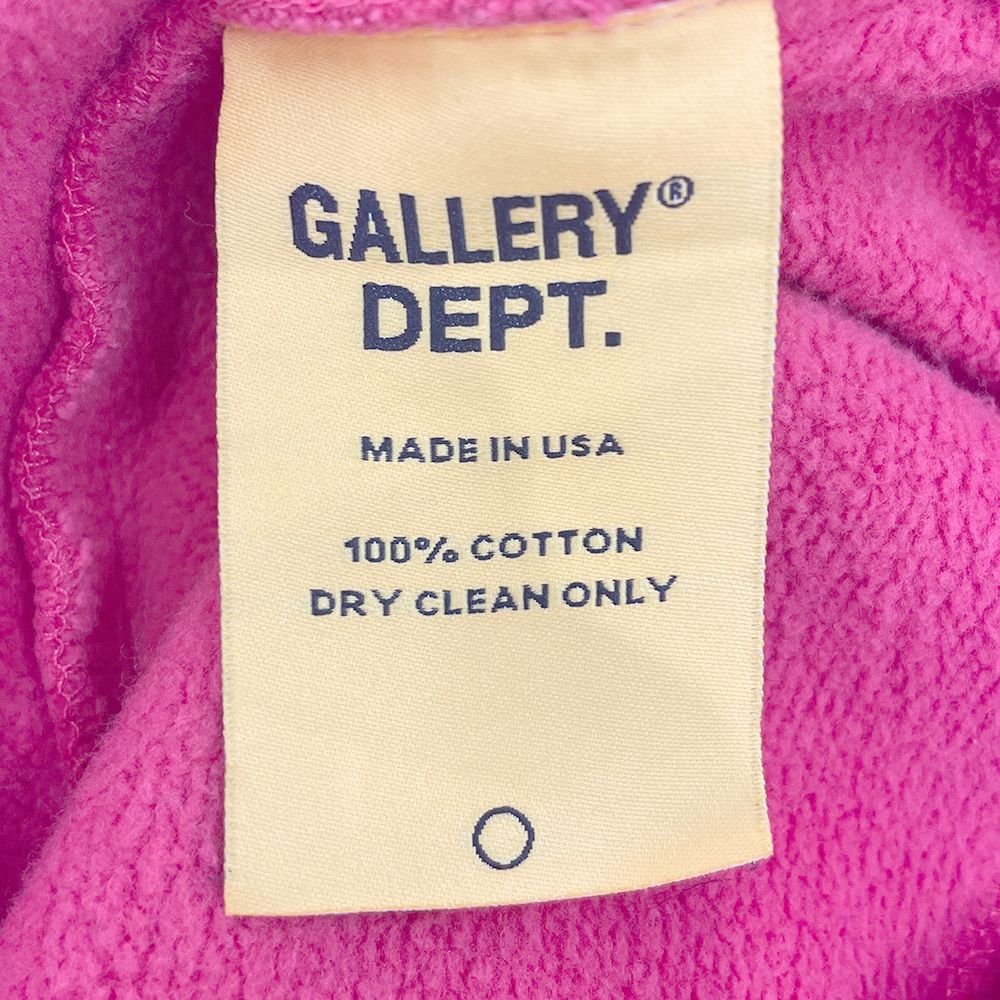 GALLERY®
DEPT.
MADE IN USA
100% COTTON
DRY CLEAN ONLY